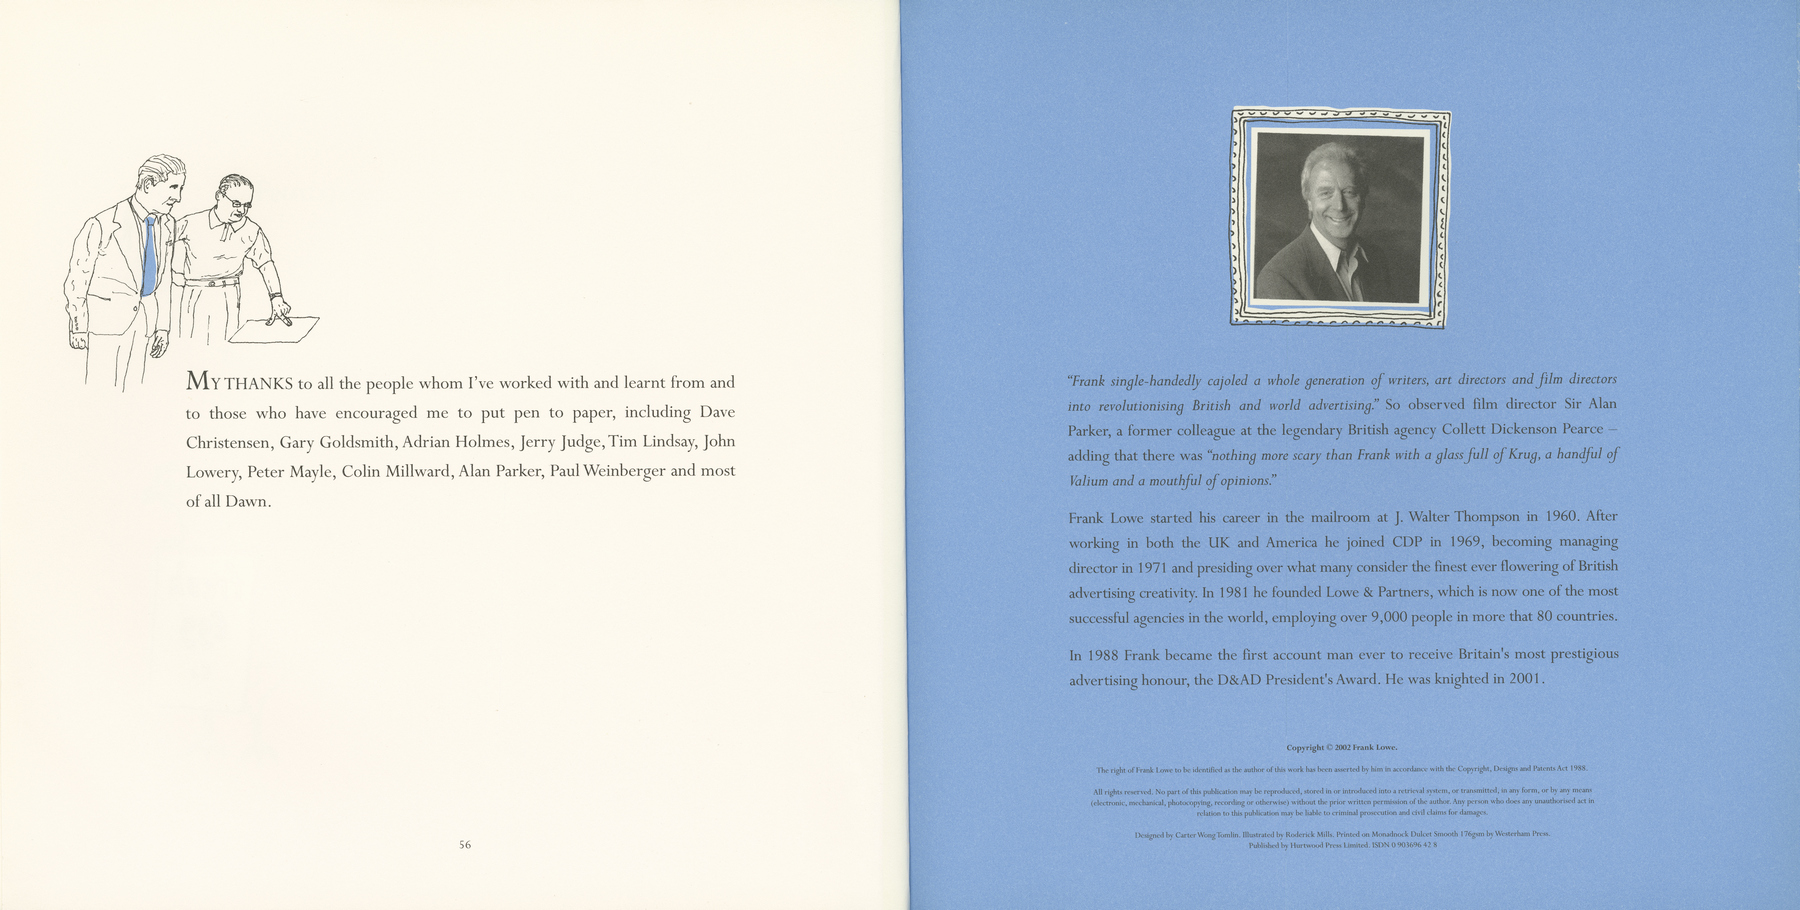 MY THANKS to all the people whom I've worked with and learnt from and
to those who have encouraged me to put pen to paper, including Dave
Christensen, Gary Goldsmith, Adrian Holmes, Jerry Judge, Tim Lindsay, John
Lowery, Peter Mayle, Colin Millward, Alan Parker, Paul Weinberger and most
of all Dawn.
56
“Frank single-handedly cajoled a whole generation of writers, art directors and film directors
into revolutionising British and world advertising.” So observed film director Sir Alan
Parker, a former colleague at the legendary British agency Collett Dickenson Pearce –
adding that there was “nothing more scary than Frank with a glass full of Krug, a handful of
Valium and a mouthful of opinions.”
Frank Lowe started his career in the mailroom at J. Walter Thompson in 1960. After
working in both the UK and America he joined CDP in 1969, becoming managing
director in 1971 and presiding over what many consider the finest ever flowering of British
advertising creativity. In 1981 he founded Lowe & Partners, which is now one of the most
successful agencies in the world, employing over 9,000 people in more that 80 countries.
In 1988 Frank became the first account man ever to receive Britain's most prestigious
advertising honour, the D&AD President's Award. He was knighted in 2001.
Copyright © 2002 Frank Lowe.
The right of Frank Lowe to be identified as the author of this work has been asserted by him in accordance with the Copyright, Designs and Patents Act 1988.
All rights reserved. No part of this publication may be reproduced, stored in or introduced into a retrieval system, or transmitted, in any form, or by any means
(electronic, mechanical, photocopying, recording or otherwise) without the prior written permission of the author. Any person who does any unauthorised act in
relation to this publication may be liable to criminal prosecution and civil claims for damages.
Designed by Carter Wong Tomlin. Illustrated by Roderick Mills. Printed on Monadnock Dulcet Smooth 176gsm by Westerham Press.
Published by Hurtwood Press Limited. ISDN 0 903696 42 8